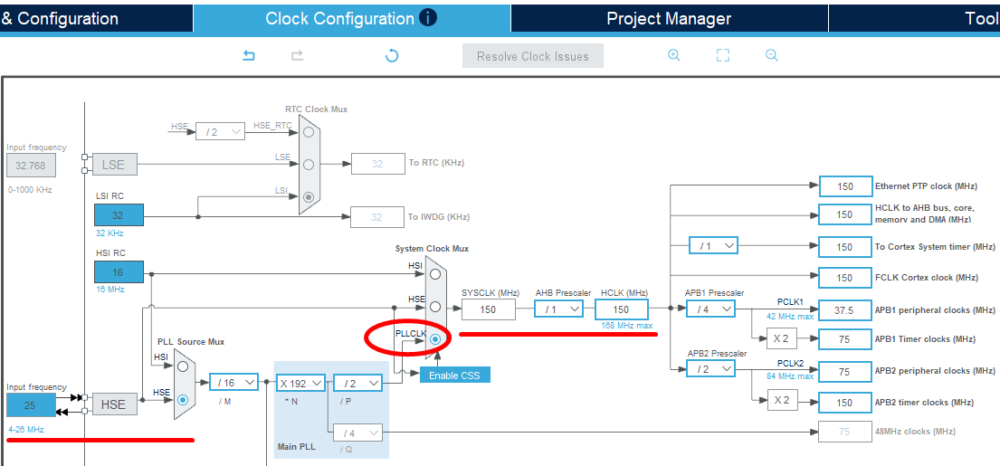 & Configuration
Clock Configuration i
Project Manager
Tool
Resolve Clock Issues
RTC Clock Mux
HSE
/ 2
HSE_RTC
Input frequency
32.768
0-1000 KHz
LSE
LSE
32
To RTC (KHz)
LSI
LSI RC
32
32 KHz
32
To IWDG (KHz)
HSI RC
16
16 MHz
System Clock Mux
HSI
HSE
PLLCLK
Enable CSS
SYSCLK (MHz)
150
AHB Prescaler
/ 1
HCLK (MHz)
150
168 MHz max
150
Ethernet PTP clock (MHz)
150
HCLK to AHB bus, core,
memory and DMA (MHz)
/ 1
150
To Cortex System timer (MHz)
150
FCLK Cortex clock (MHz)
APB1 Prescaler
/ 4
PCLK1
42 MHz max
37.5
APB1 peripheral clocks (MHz)
X 2
75
APB1 Timer clocks (MHz)
APB2 Prescaler
/ 2
PCLK2
84 MHz max
75
APB2 peripheral clocks (MHz)
X 2
150
APB2 timer clocks (MHz)
75
48MHz clocks (MHz)
PLL Source Mux
HSI
HSE
Input frequency
25
4-26 MHz
HSE
/ 16
/ M
X 192
* N
/ 2
/ P
/ 4
/ Q
Main PLL